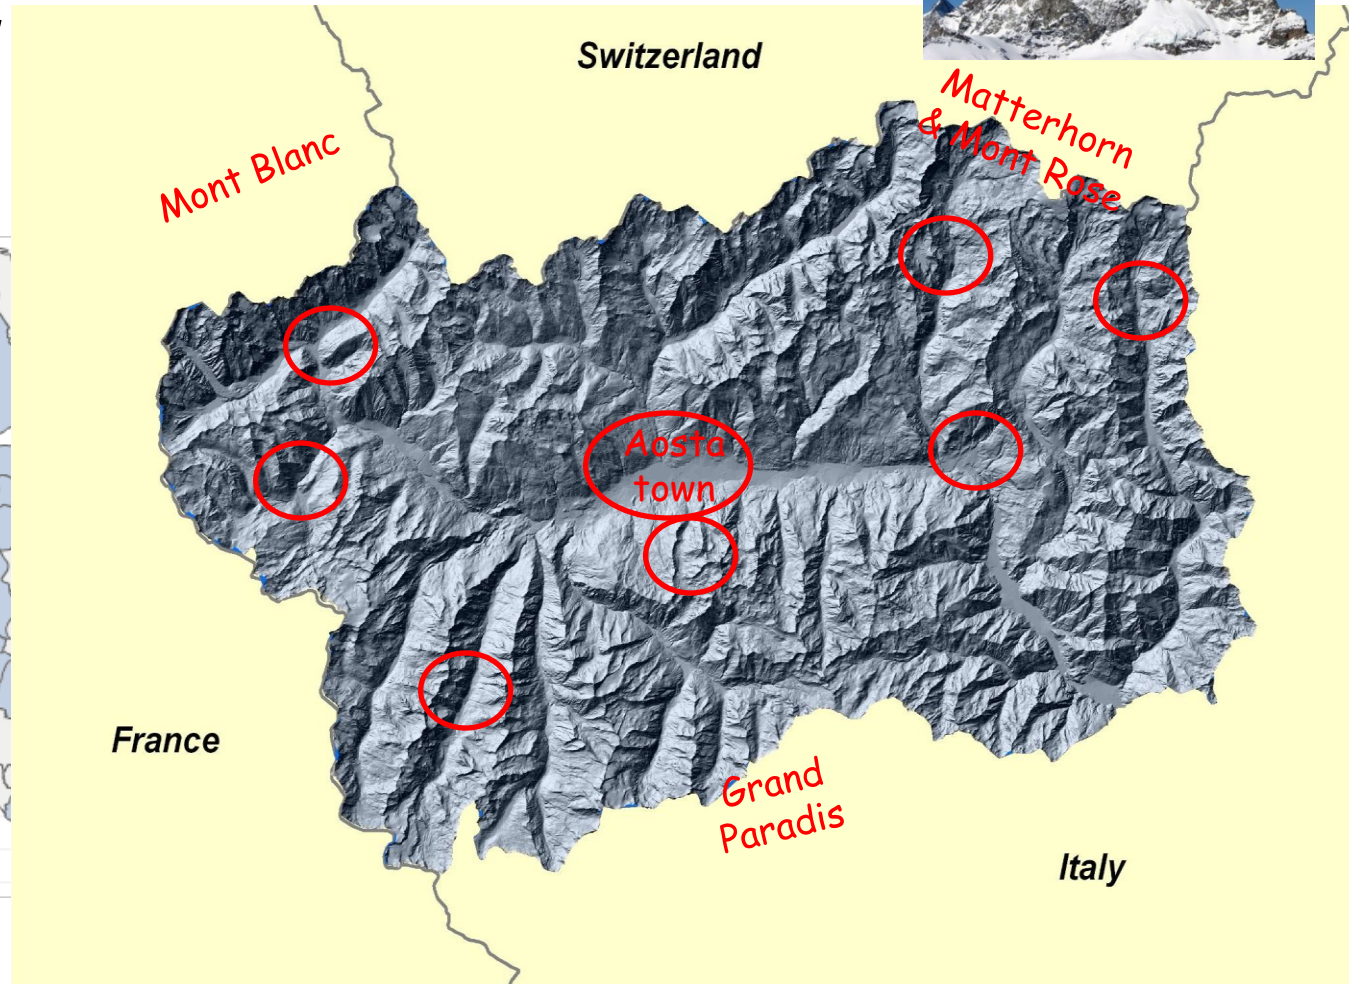 Switzerland
Matterhorn
& Mont Rose
Mont Blanc
Aosta
town
France
Grand
Paradis
Italy